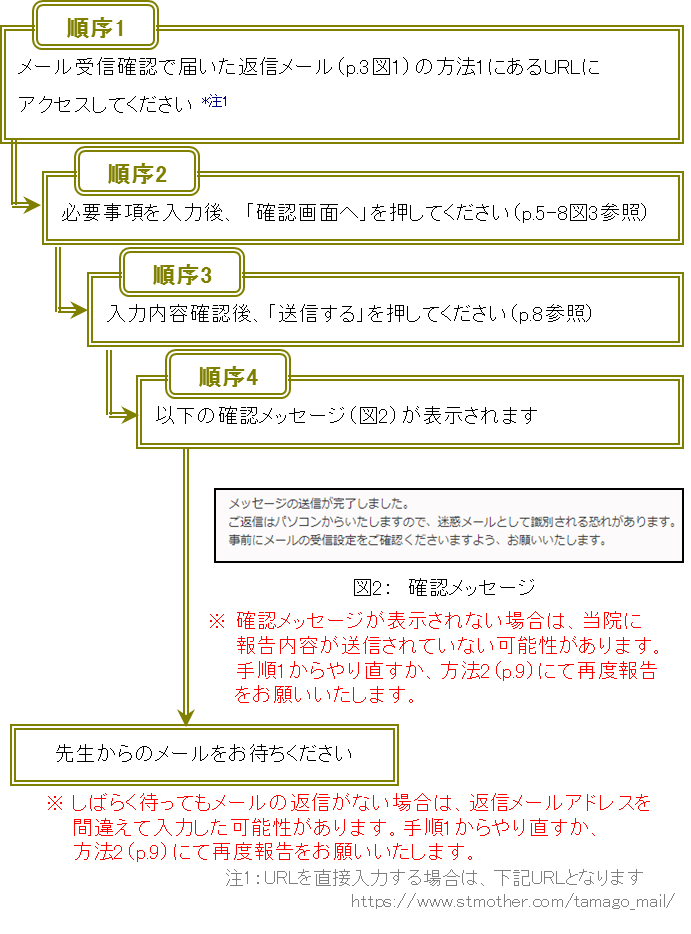 順序1
メール受信確認で届いた返信メール（p.3図1）の方法1にあるURLに
アクセスしてください *注1
順序2
必要事項を入力後、「確認画面へ」を押してください（p.5-8図3参照）
順序3
入力内容確認後、「送信する」を押してください（p.8参照）
順序4
以下の確認メッセージ（図2）が表示されます
メッセージの送信が完了しました。
ご返信はパソコンからいたしますので、迷惑メールとして識別される恐れがあります。
事前にメールの受信設定をご確認くださいますよう、お願いいたします。
図2： 確認メッセージ
※ 確認メッセージが表示されない場合は、当院に
報告内容が送信されていない可能性があります。
手順1からやり直すか、方法2（p.9）にて再度報告
をお願いいたします。
先生からのメールをお待ちください
※ しばらく待ってもメールの返信がない場合は、返信メールアドレスを
間違えて入力した可能性があります。手順1からやり直すか、
方法2（p.9）にて再度報告をお願いいたします。
注1：URLを直接入力する場合は、下記URLとなります
https://www.stmother.com/tamago_mail/